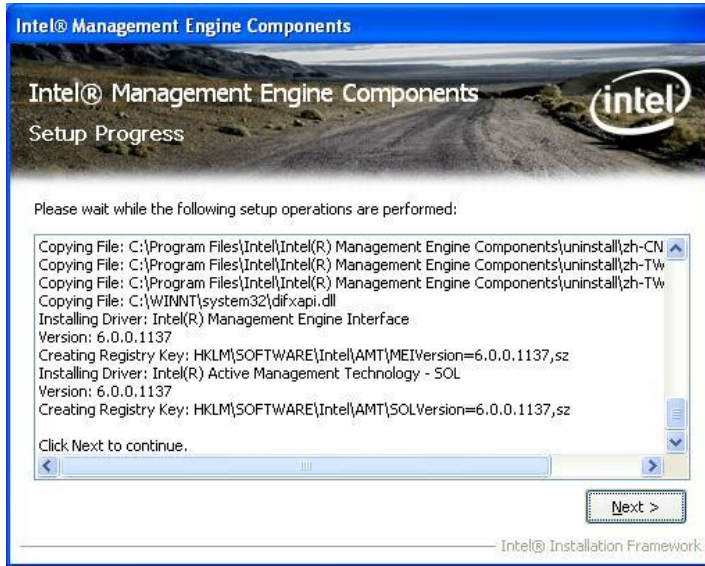 Intel® Management Engine Components
Intel® Management Engine Components
intel
Setup Progress
Please wait while the following setup operations are performed:
Copying File: C:\Program Files\Intel\Intel(R) Management Engine Components\uninstall\zh-CN
Copying File: C:\Program Files\Intel\Intel(R) Management Engine Components\uninstall\zh-TW
Copying File: C:\Program Files\Intel\Intel(R) Management Engine Components\uninstall\zh-TW
Copying File: C:\WINNT\system32\difxapi.dll
Installing Driver: Intel(R) Management Engine Interface
Version: 6.0.0.1137
Creating Registry Key: HKLM\SOFTWARE\Intel\AMT\MEIVersion=6.0.0.1137,sz
Installing Driver: Intel(R) Active Management Technology - SOL
Version: 6.0.0.1137
Creating Registry Key: HKLM\SOFTWARE\Intel\AMT\SOLVersion=6.0.0.1137,sz
Click Next to continue.
Next >
Intel® Installation Framework